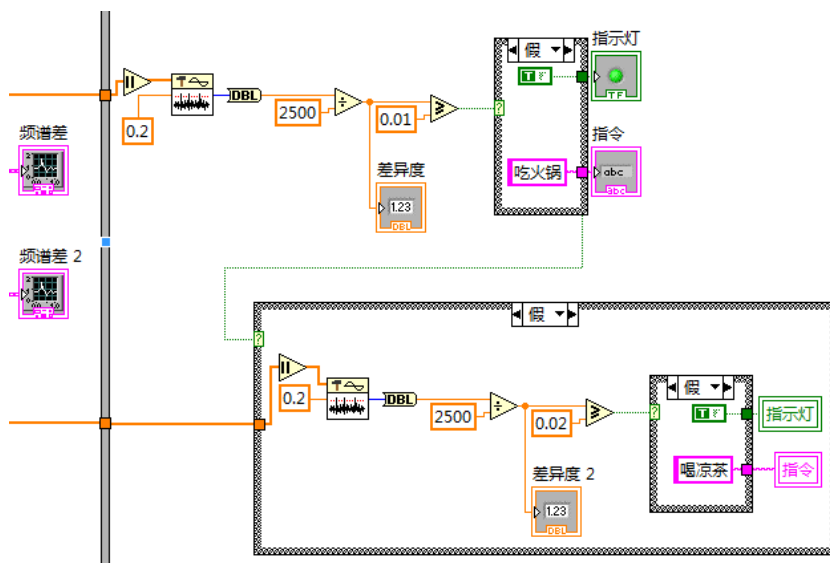 假
指示灯
T F
TF
0.2
DBL
2500
0.01
?
频谱差
指令
吃火锅
abc
abc
差异度
1.23
DBL
频谱差 2
假
?
0.2
DBL
2500
0.02
?
假
T F
指示灯
喝凉茶
指令
差异度 2
1.23
DBL